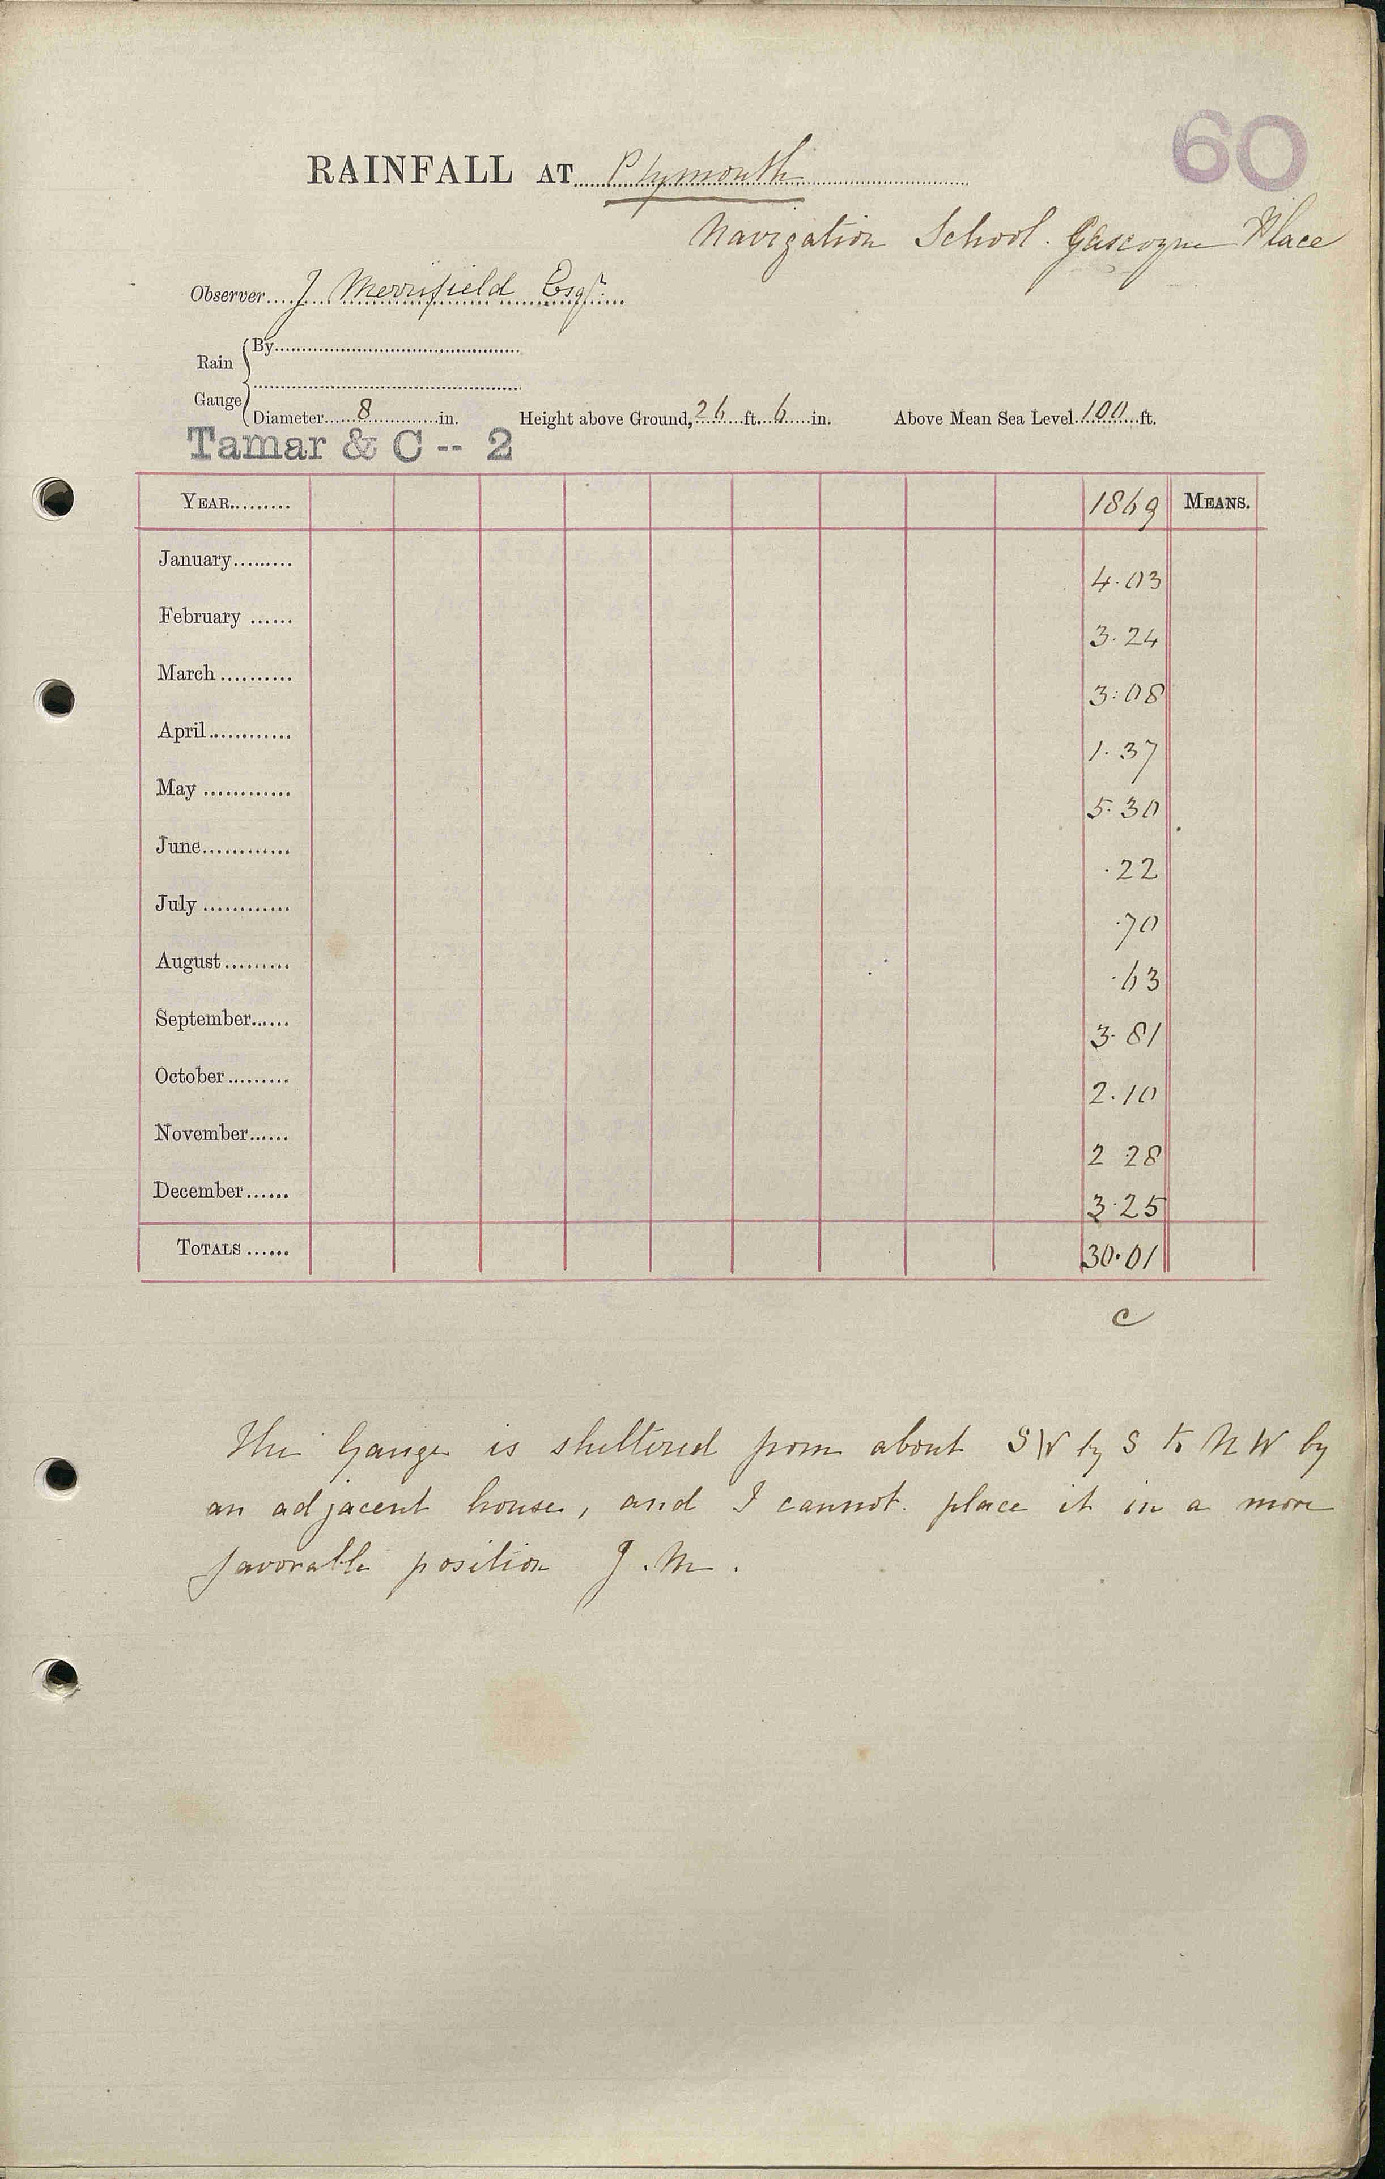 60
RAINFALL AT Plymouth
Navigation School. Gascoyne Place
Observer J Merrifield Esqr.
Rain Gauge
By
Diameter 8 in. Height above Ground, 26 ft. 6 in. Above Mean Sea Level 100 ft.
Tamar & C -- 2
YEAR 1869 MEANS.
January 4.03
February 3.24
March 3.08
April 1.37
May 5.30
June .22
July .70
August .63
September 3.81
October 2.10
November 2 28
December 3.25
TOTALS 30.01
c
The Gauge is sheltered from about SW by S to NW by
an adjacent house, and I cannot place it in a more
favorable position J.M.